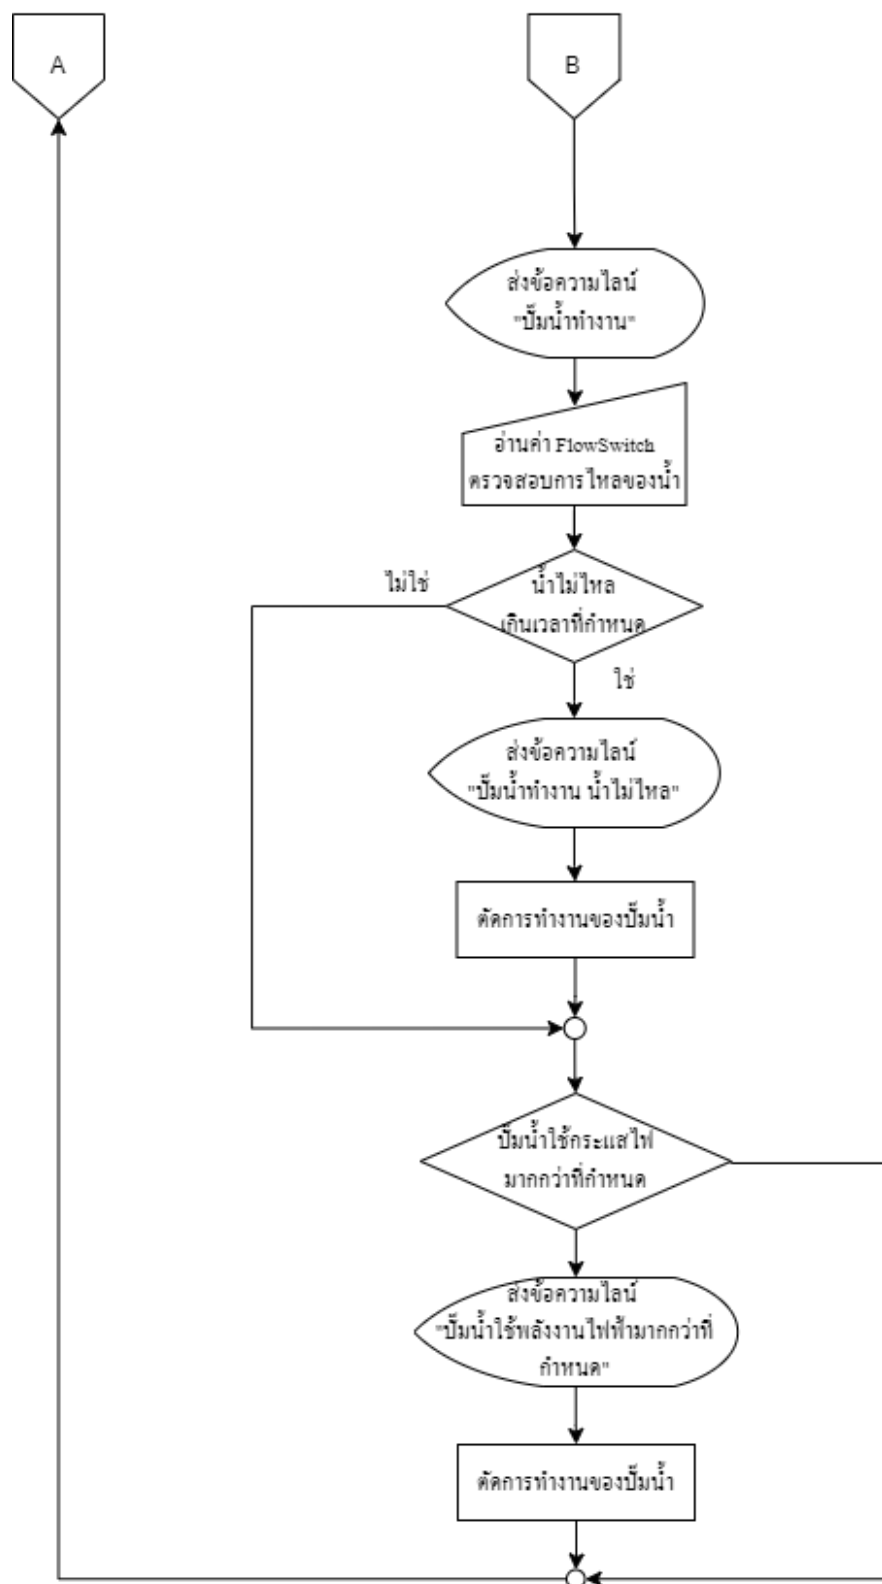 A
B
ส่งข้อความไลน์
"ปั๊มน้ำทำงาน"
อ่านค่า FlowSwitch
ตรวจสอบการไหลของน้ำ
ไม่ใช่
น้ำไม่ไหล
เกินเวลาที่กำหนด
ใช่
ส่งข้อความไลน์
"ปั๊มน้ำทำงาน น้ำไม่ไหล"
ตัดการทำงานของปั๊มน้ำ
ปั๊มน้ำใช้กระแสไฟ
มากกว่าที่กำหนด
ส่งข้อความไลน์
"ปั๊มน้ำใช้พลังงานไฟฟ้ามากกว่าที่
กำหนด"
ตัดการทำงานของปั๊มน้ำ